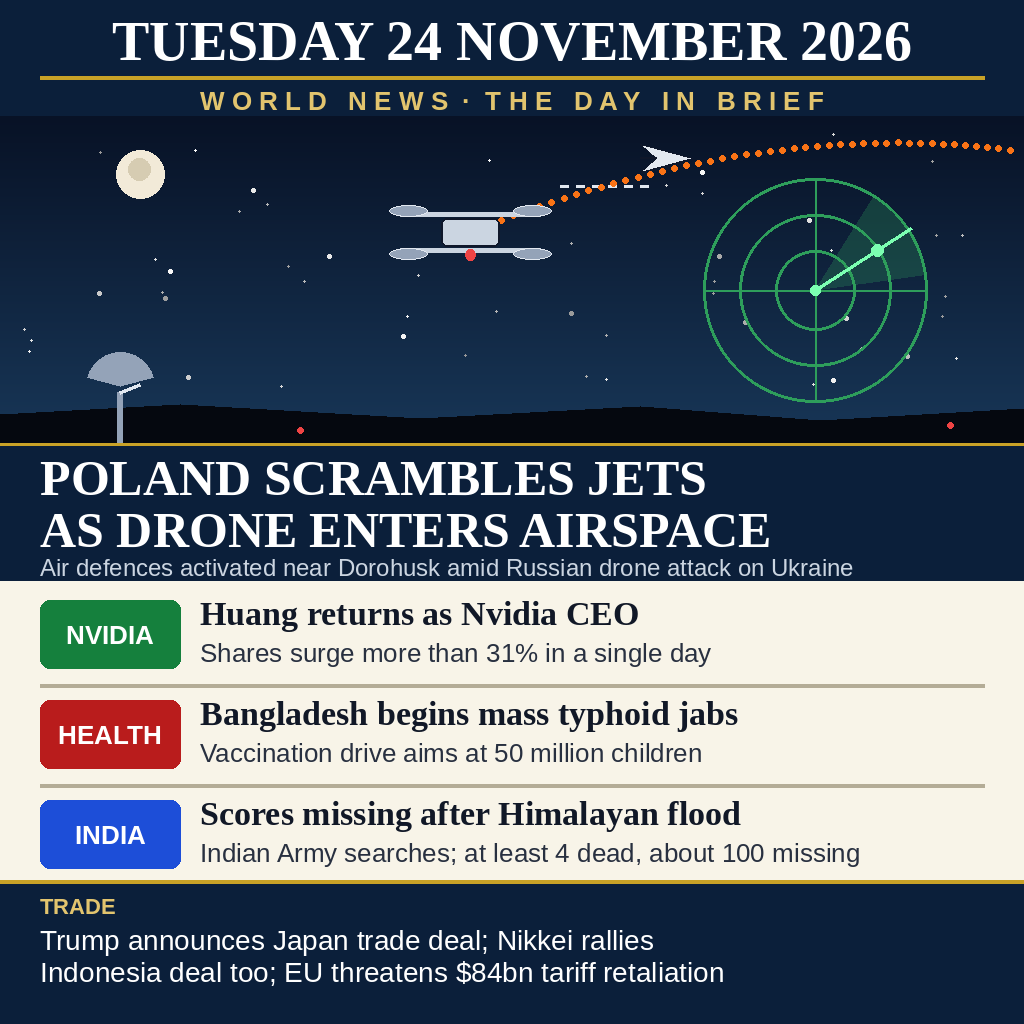 TUESDAY 24 NOVEMBER 2026
WORLD NEWS · THE DAY IN BRIEF
POLAND SCRAMBLES JETS
AS DRONE ENTERS AIRSPACE
Air defences activated near Dorohusk amid Russian drone attack on Ukraine
NVIDIA
Huang returns as Nvidia CEO
Shares surge more than 31% in a single day
HEALTH
Bangladesh begins mass typhoid jabs
Vaccination drive aims at 50 million children
INDIA
Scores missing after Himalayan flood
Indian Army searches; at least 4 dead, about 100 missing
TRADE
Trump announces Japan trade deal; Nikkei rallies
Indonesia deal too; EU threatens $84bn tariff retaliation